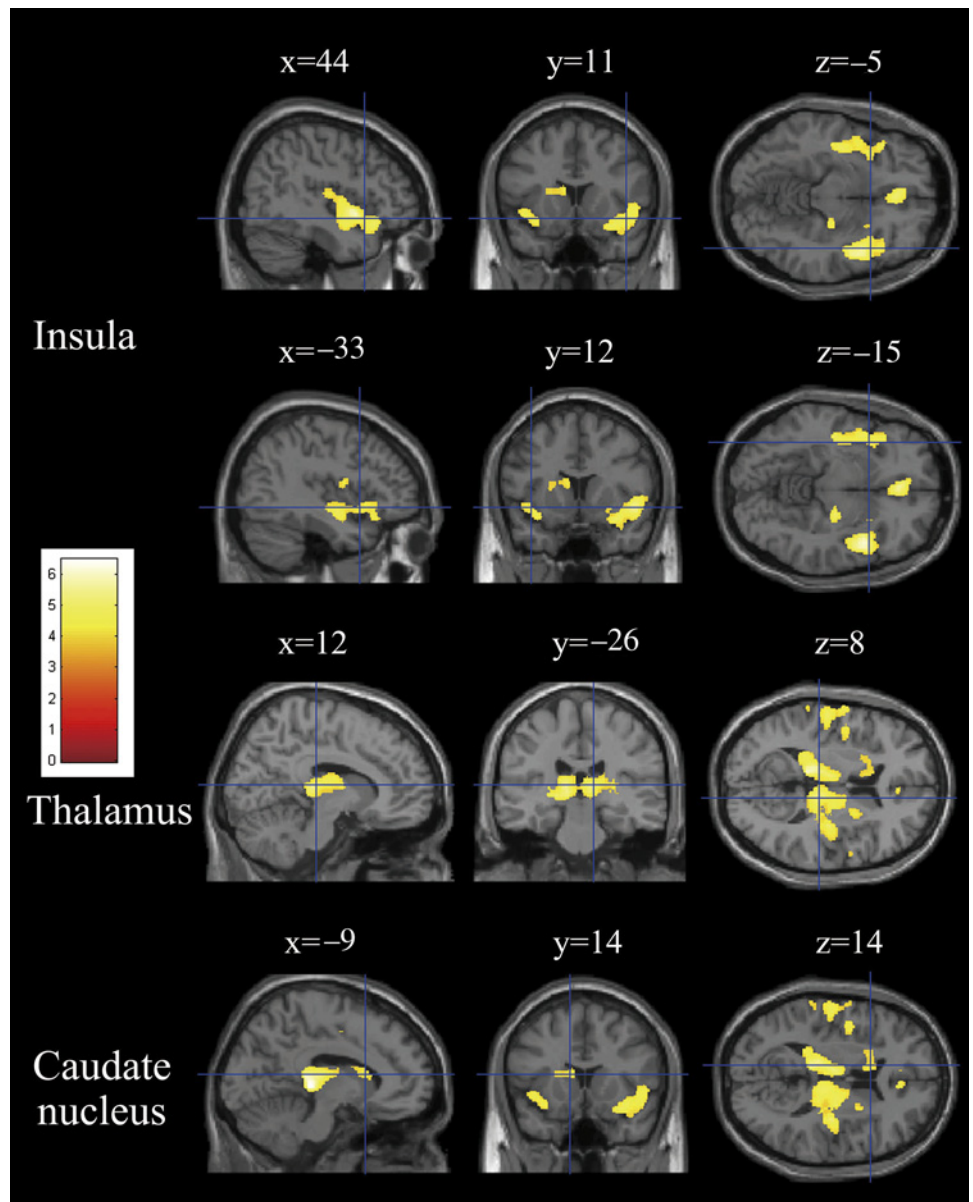 x=44 y=11 z=−5
Insula
x=−33 y=12 z=−15
6
5
4
3
2
1
0
x=12 y=−26 z=8
Thalamus
x=−9 y=14 z=14
Caudate
nucleus